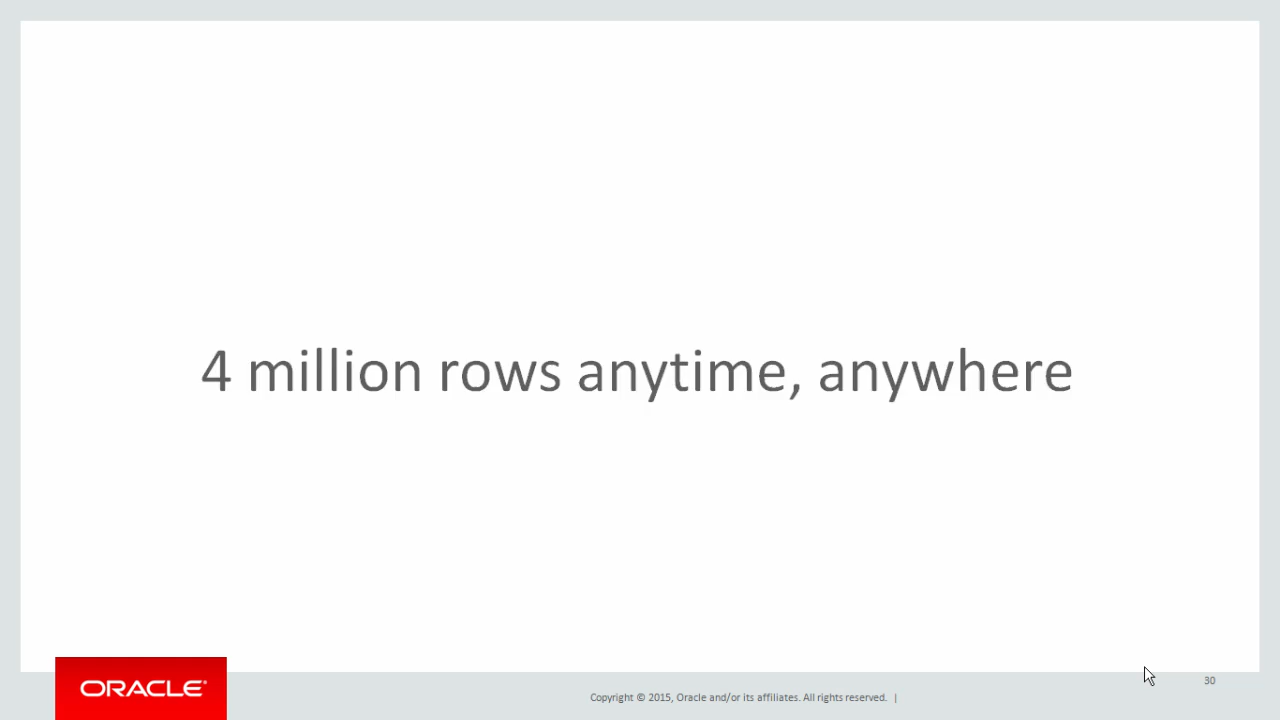 4 million rows anytime, anywhere
ORACLE®
Copyright © 2015, Oracle and/or its affiliates. All rights reserved. |
30